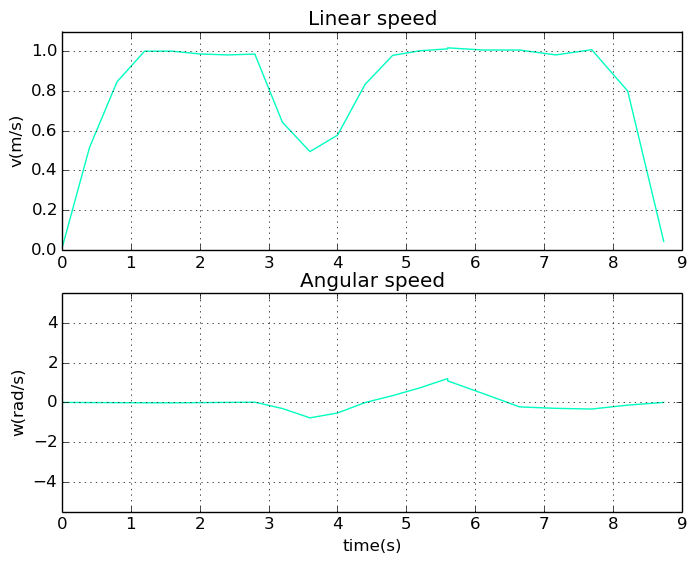 Linear speed
1.0
0.8
0.6
0.4
0.2
0.0
v(m/s)
0 1 2 3 4 5 6 7 8 9
Angular speed
4
2
0
−2
−4
w(rad/s)
0 1 2 3 4 5 6 7 8 9
time(s)